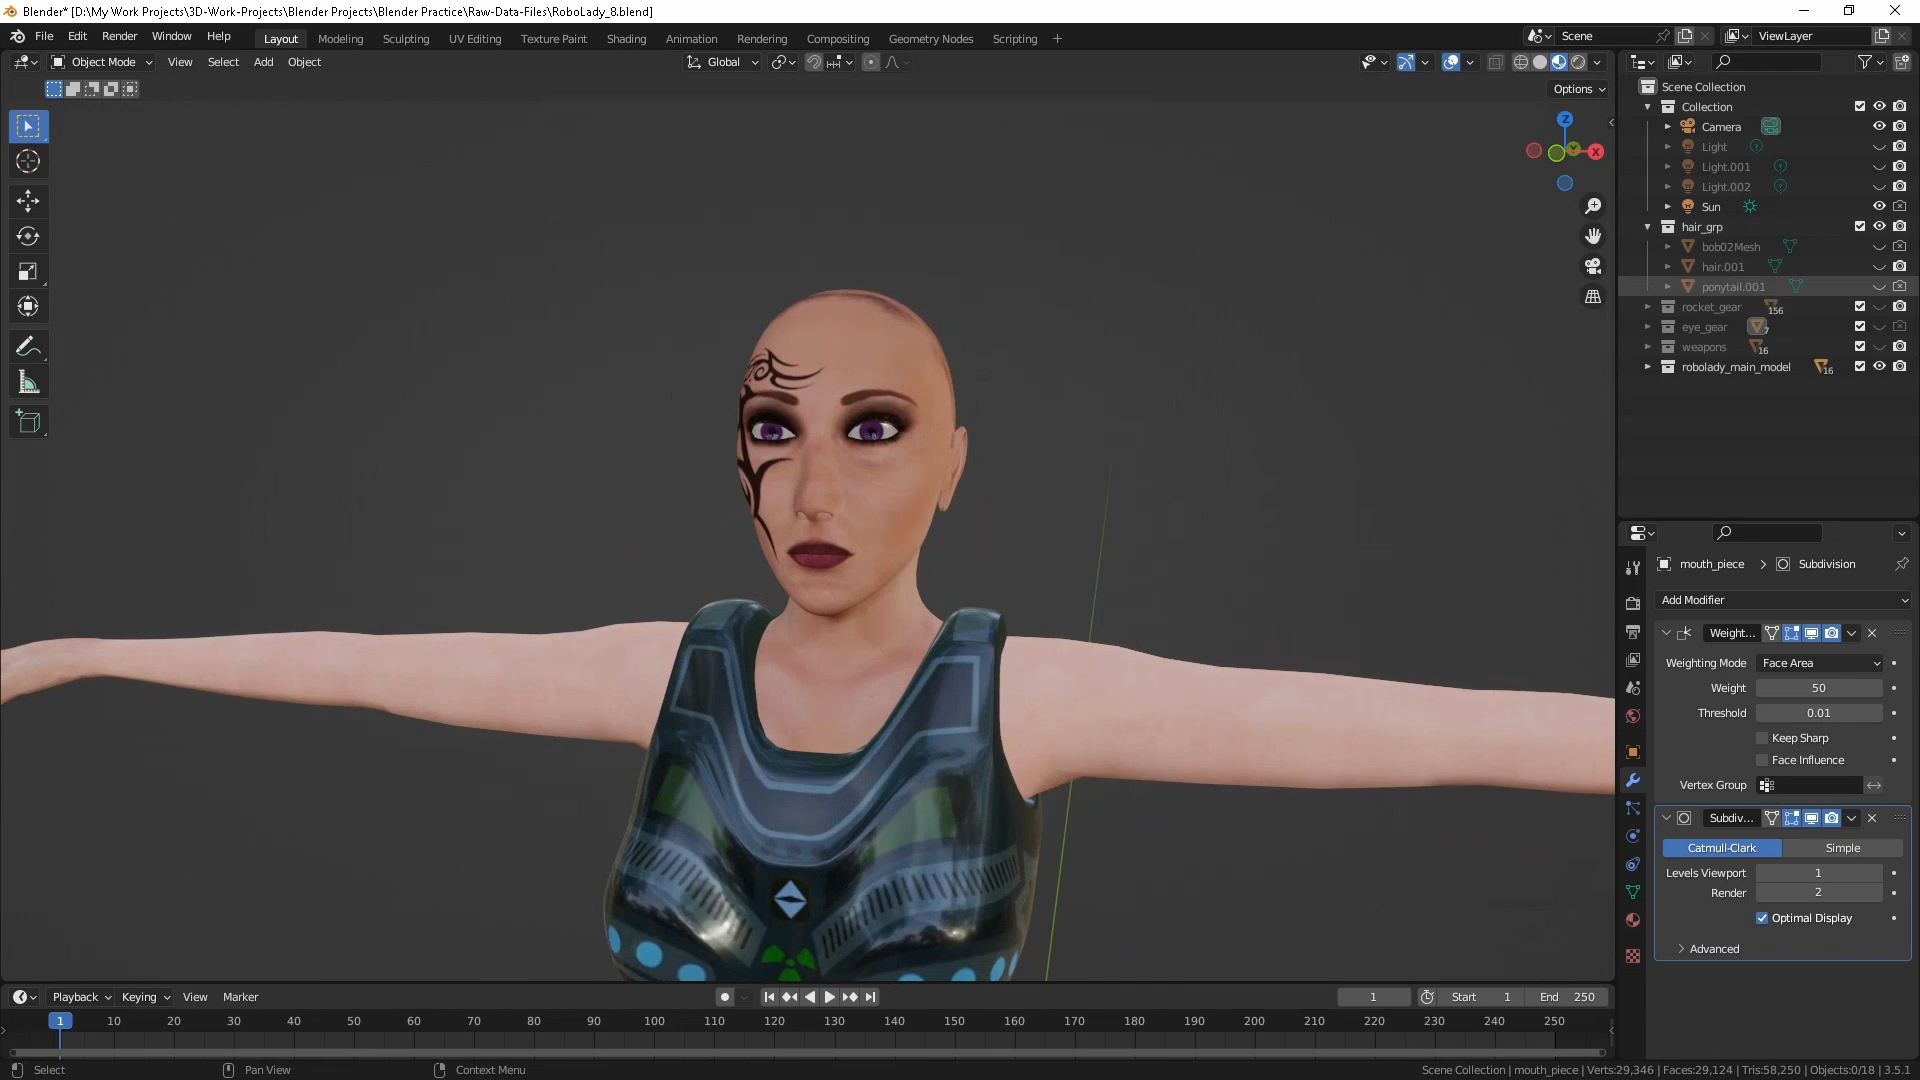 Blender* [D:\My Work Projects\3D-Work-Projects\Blender Projects\Blender Practice\Raw-Data-Files\RoboLady_8.blend]
File Edit Render Window Help Layout Modeling Sculpting UV Editing Texture Paint Shading Animation Rendering Compositing Geometry Nodes Scripting + Scene ViewLayer
Object Mode View Select Add Object Global
Options
Z
Y
X
Scene Collection
Collection
Camera
Light
Light.001
Light.002
Sun
hair_grp
bob02Mesh
hair.001
ponytail.001
rocket_gear 156
eye_gear 7
weapons 16
robolady_main_model 16
mouth_piece > Subdivision
Add Modifier
Weight...
Weighting Mode Face Area
Weight 50
Threshold 0.01
Keep Sharp
Face Influence
Vertex Group
Subdiv...
Catmull-Clark Simple
Levels Viewport 1
Render 2
Optimal Display
Advanced
Playback Keying View Marker 1 Start 1 End 250
1 10 20 30 40 50 60 70 80 90 100 110 120 130 140 150 160 170 180 190 200 210 220 230 240 250
Select Pan View Context Menu Scene Collection | mouth_piece | Verts:29,346 | Faces:29,124 | Tris:58,250 | Objects:0/18 | 3.5.1